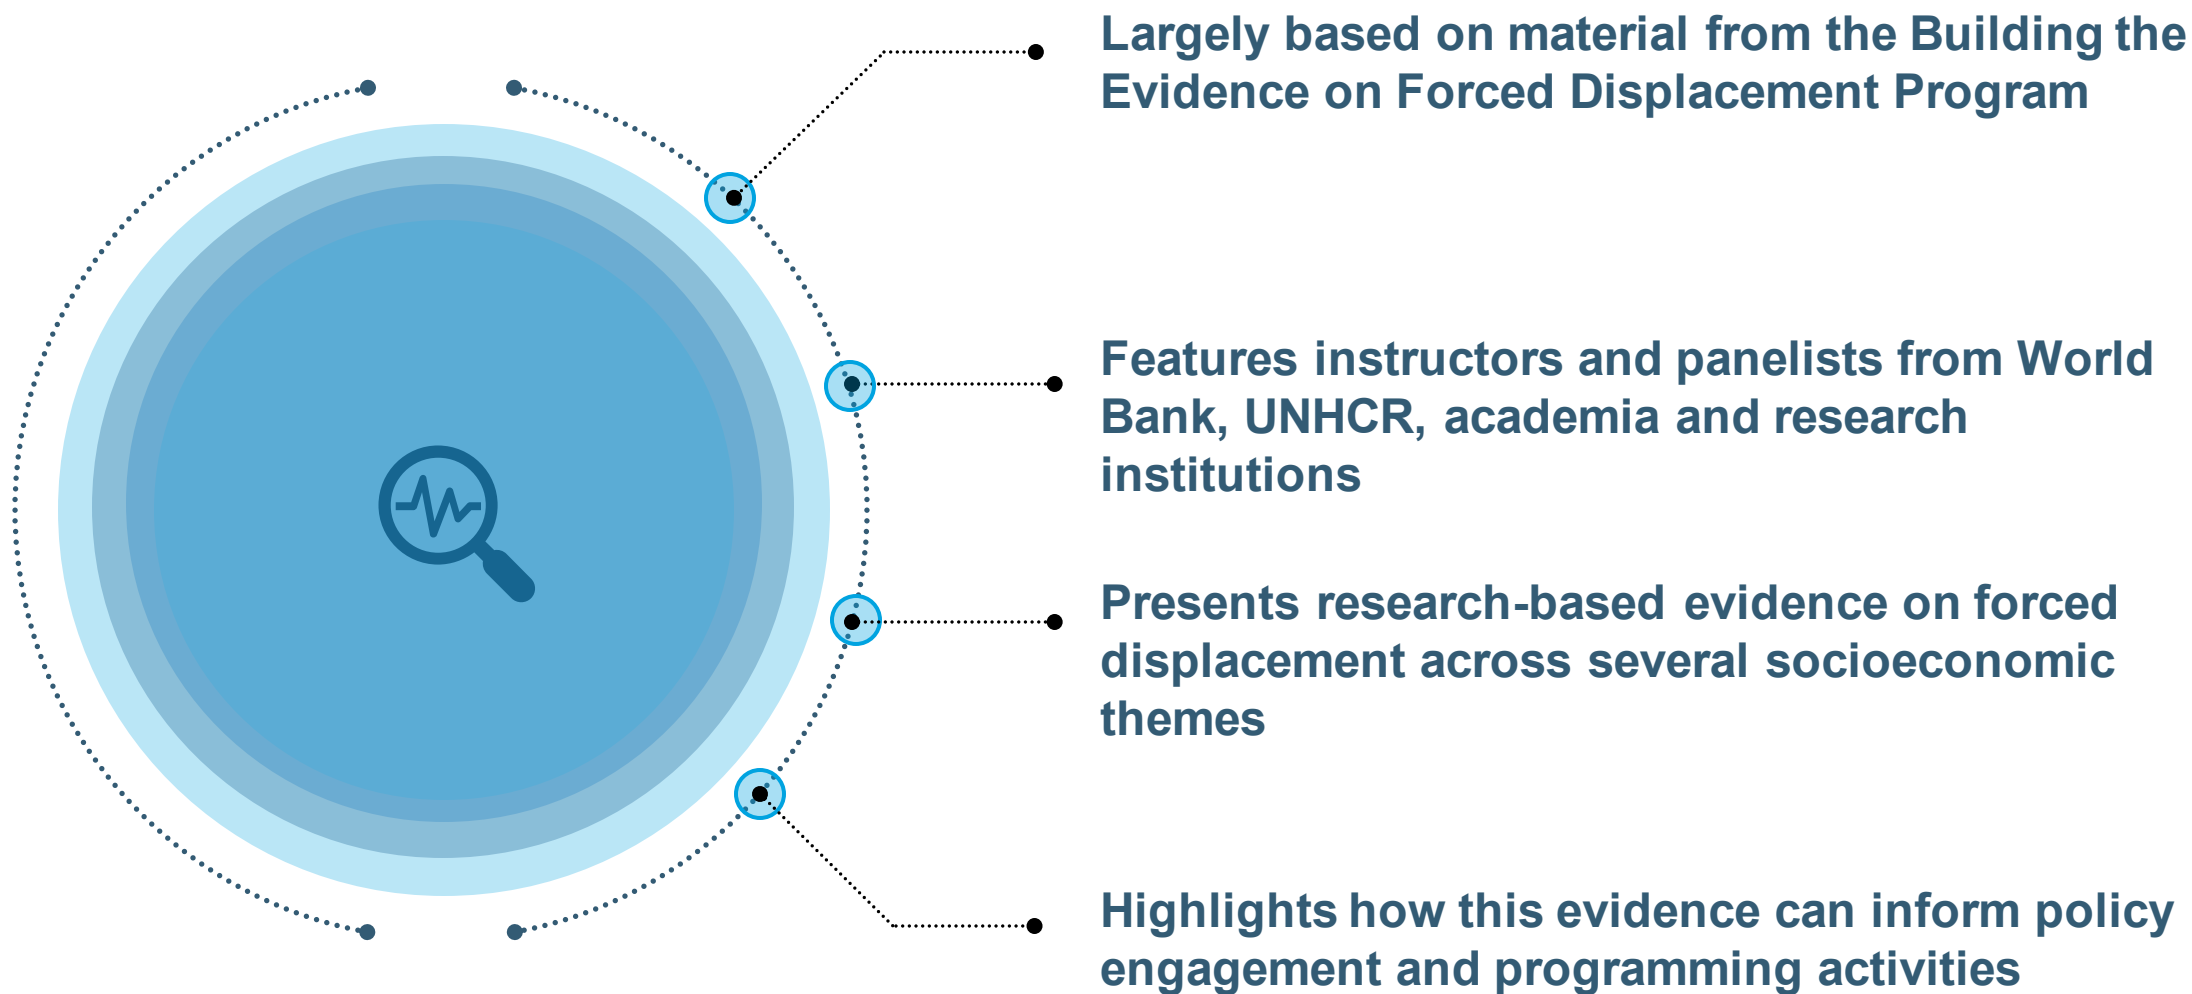 Largely based on material from the Building the
Evidence on Forced Displacement Program
Features instructors and panelists from World
Bank, UNHCR, academia and research
institutions
Presents research-based evidence on forced
displacement across several socioeconomic
themes
Highlights how this evidence can inform policy
engagement and programming activities